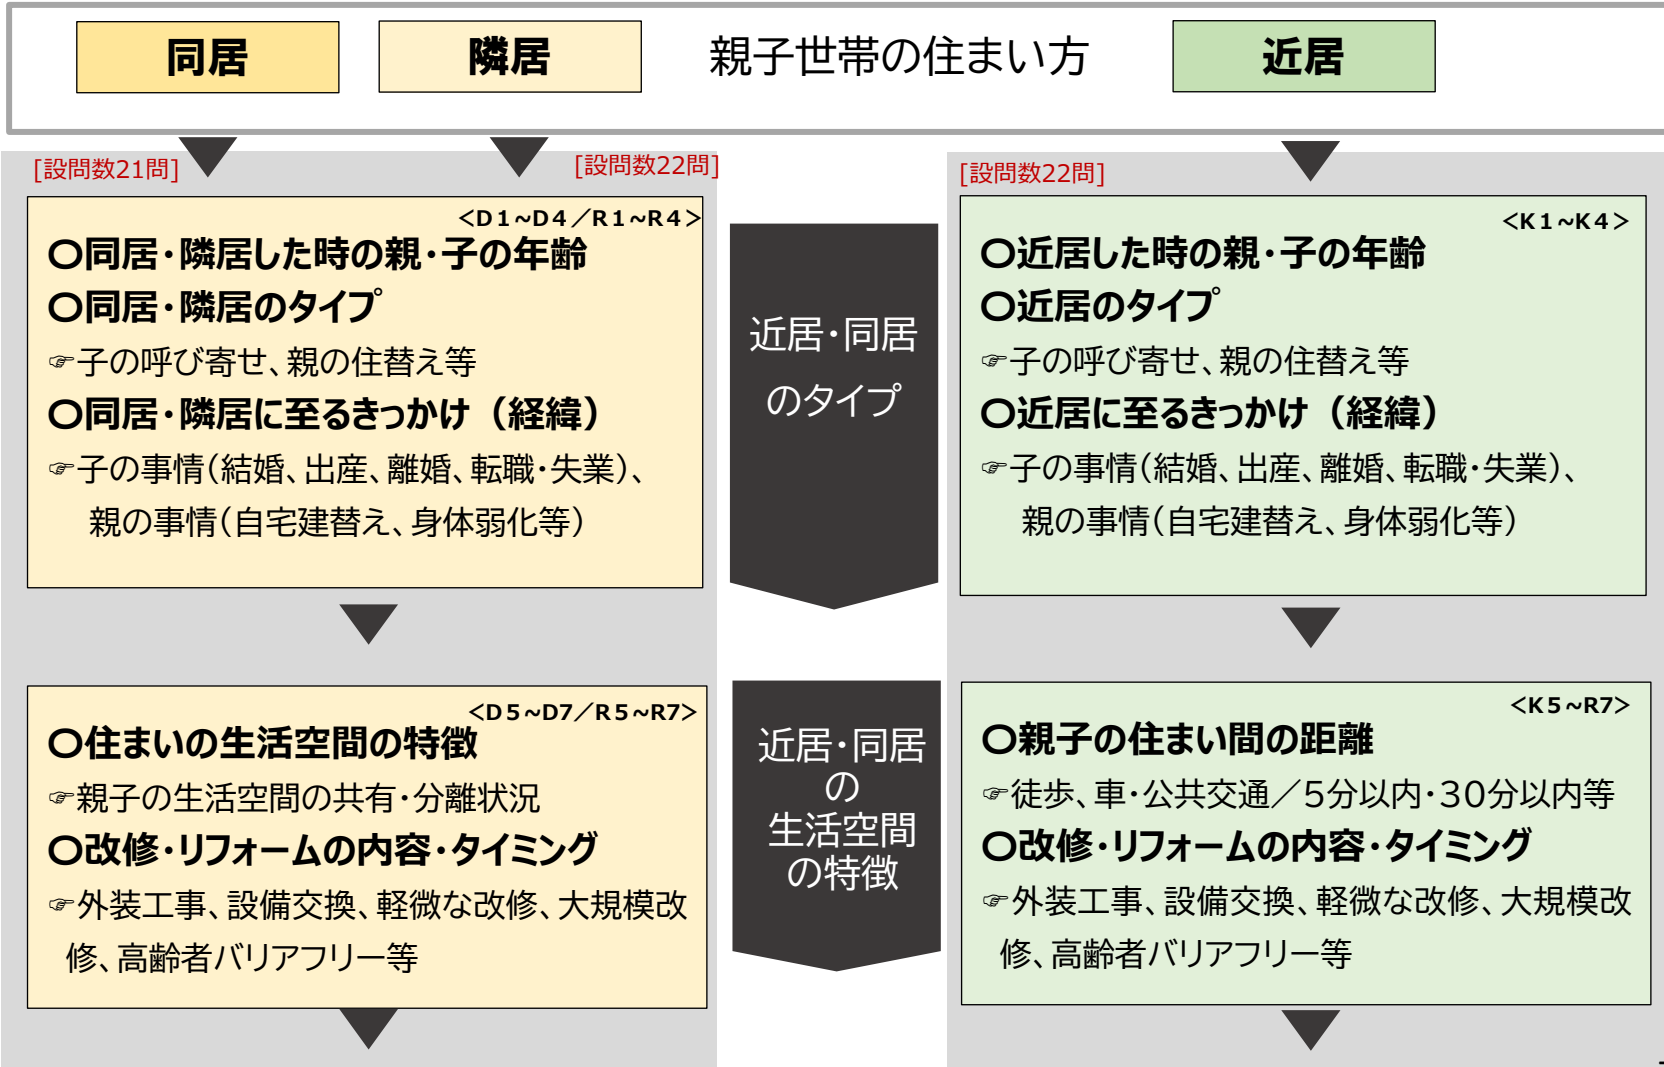 同居
隣居
親子世帯の住まい方
近居
[設問数21問]
[設問数22問]
<D1~D4／R1~R4>
〇同居･隣居した時の親･子の年齢
〇同居･隣居のタイプ
☞子の呼び寄せ、親の住替え等
〇同居･隣居に至るきっかけ（経緯）
☞子の事情(結婚、出産、離婚、転職･失業)、
親の事情(自宅建替え、身体弱化等)
近居･同居
のタイプ
[設問数22問]
<K1~K4>
〇近居した時の親･子の年齢
〇近居のタイプ
☞子の呼び寄せ、親の住替え等
〇近居に至るきっかけ（経緯）
☞子の事情(結婚、出産、離婚、転職･失業)、
親の事情(自宅建替え、身体弱化等)
<D5~D7／R5~R7>
〇住まいの生活空間の特徴
☞親子の生活空間の共有･分離状況
〇改修･リフォームの内容･タイミング
☞外装工事、設備交換、軽微な改修、大規模改
修、高齢者バリアフリー等
近居･同居
の
生活空間
の特徴
<K5~R7>
〇親子の住まい間の距離
☞徒歩、車･公共交通／5分以内･30分以内等
〇改修･リフォームの内容･タイミング
☞外装工事、設備交換、軽微な改修、大規模改
修、高齢者バリアフリー等